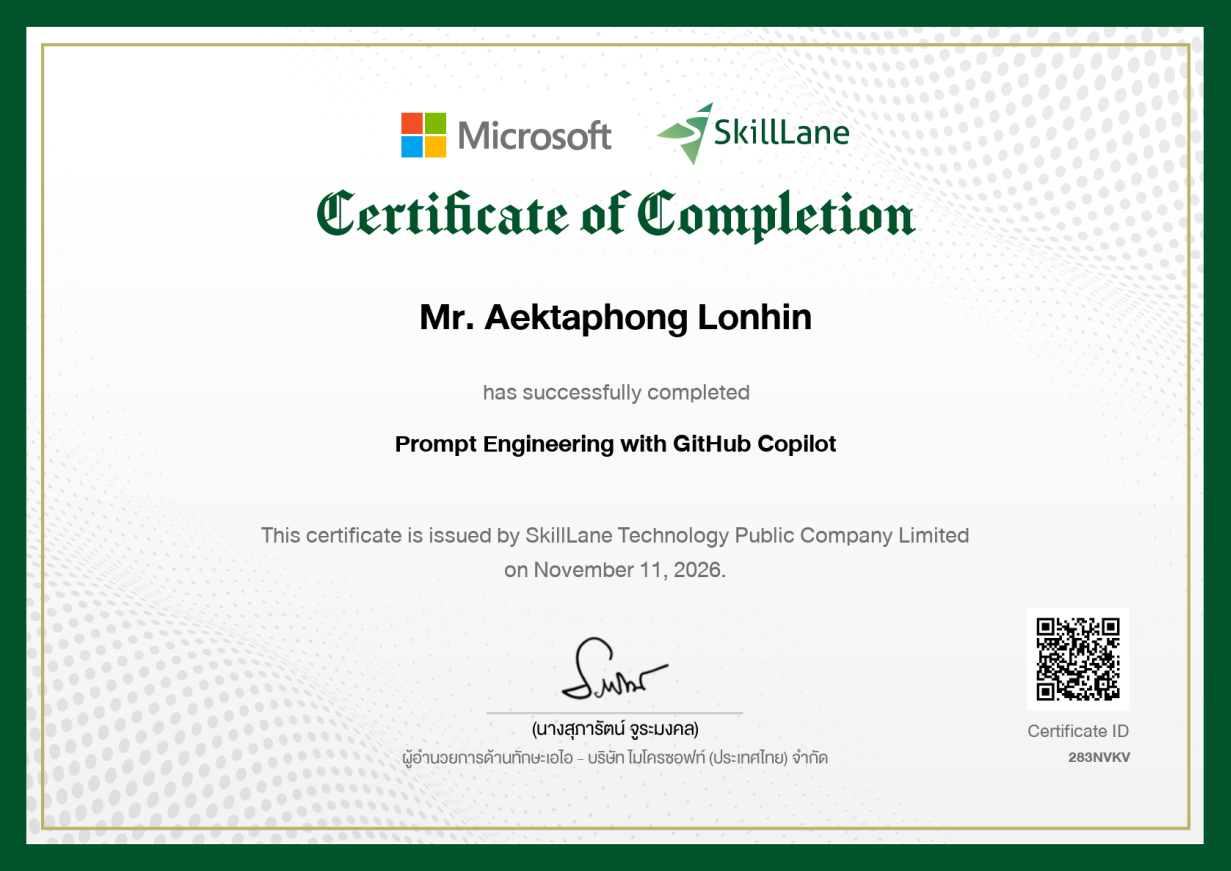 Microsoft SkillLane
Certificate of Completion
Mr. Aektaphong Lonhin
has successfully completed
Prompt Engineering with GitHub Copilot
This certificate is issued by SkillLane Technology Public Company Limited
on November 11, 2026.
(นางสุภารัตน์ จูระมงคล)
ผู้อำนวยการด้านทักษะเอไอ - บริษัท ไมโครซอฟท์ (ประเทศไทย) จำกัด
Certificate ID
283NVKV